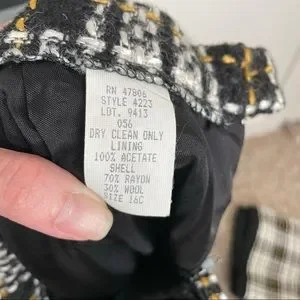 RN 47806
STYLE 4223
LOT. 9413
056
DRY CLEAN ONLY
LINING
100% ACETATE
SHELL
70% RAYON
30% WOOL
SIZE 16C